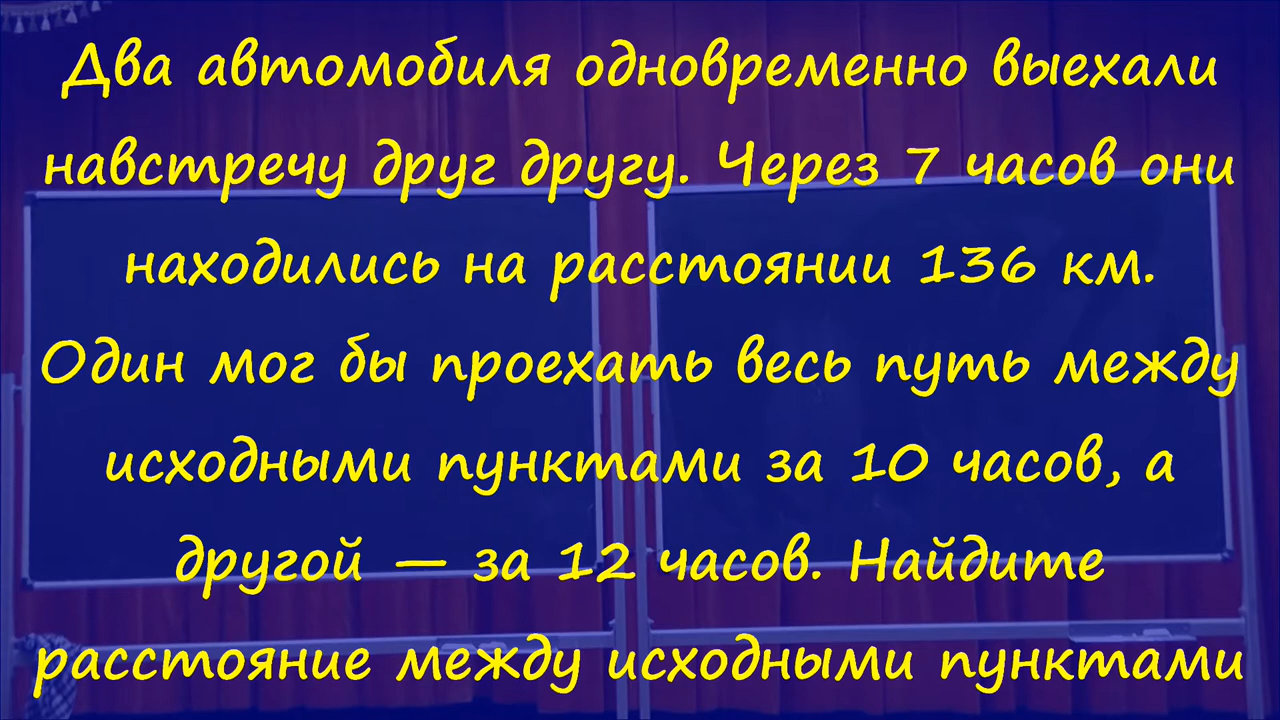 Два автомобиля одновременно выехали
навстречу друг другу. Через 7 часов они
находились на расстоянии 136 км.
Один мог бы проехать весь путь между
исходными пунктами за 10 часов, а
другой — за 12 часов. Найдите
расстояние между исходными пунктами